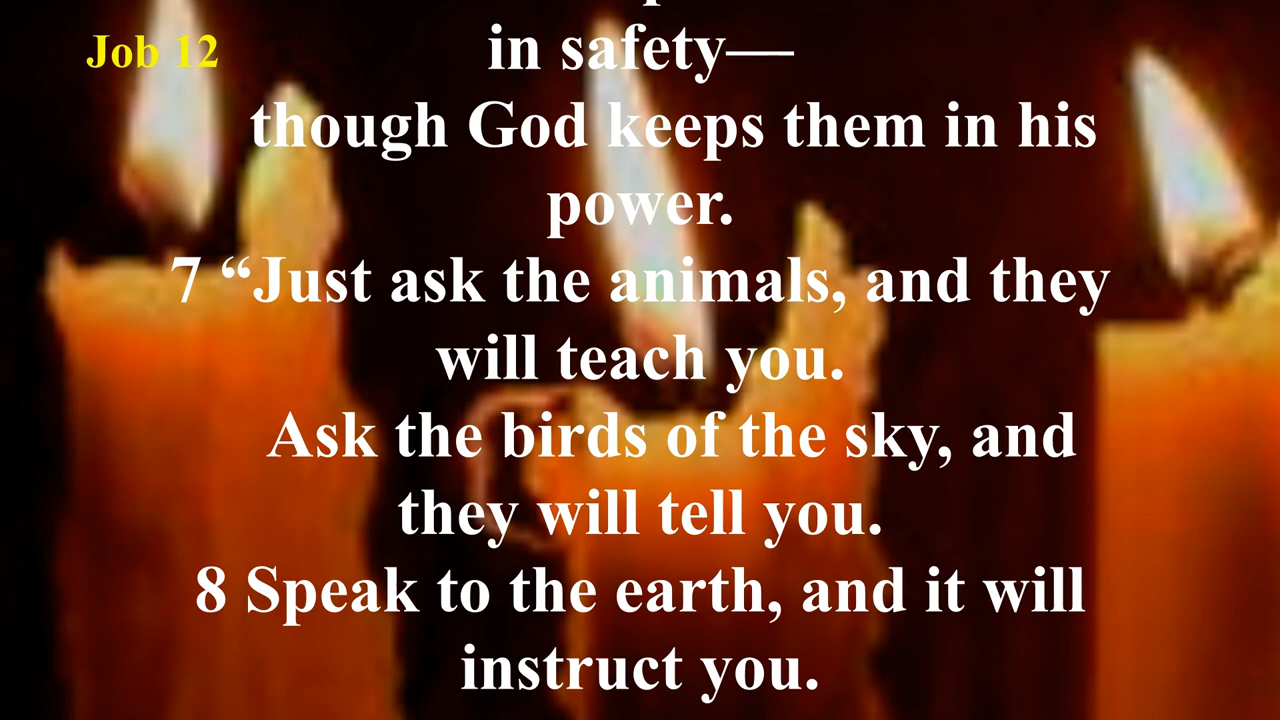 Job 12
in safety—
though God keeps them in his
power.
7 “Just ask the animals, and they
will teach you.
Ask the birds of the sky, and
they will tell you.
8 Speak to the earth, and it will
instruct you.